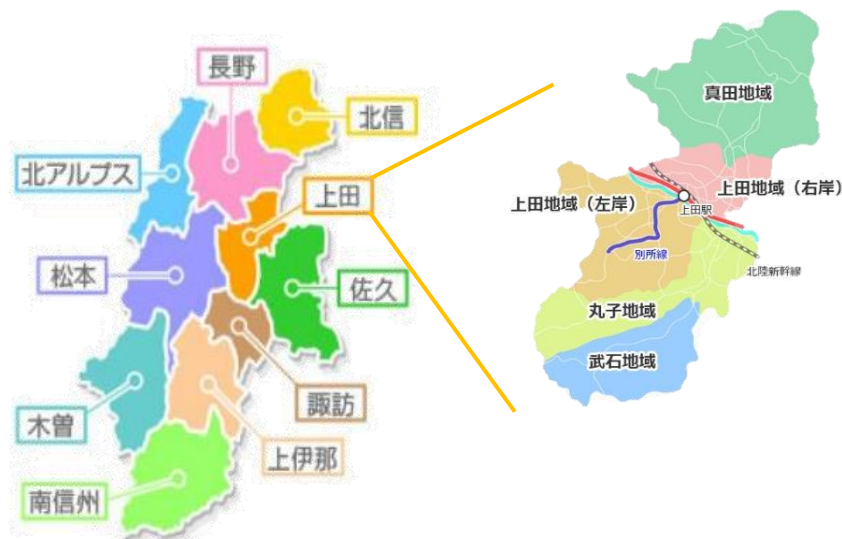 長野
北信
北アルプス
上田
松本
佐久
諏訪
木曽
上伊那
南信州
真田地域
上田地域（右岸）
上田地域（左岸）
上田駅
別所線
北陸新幹線
丸子地域
武石地域